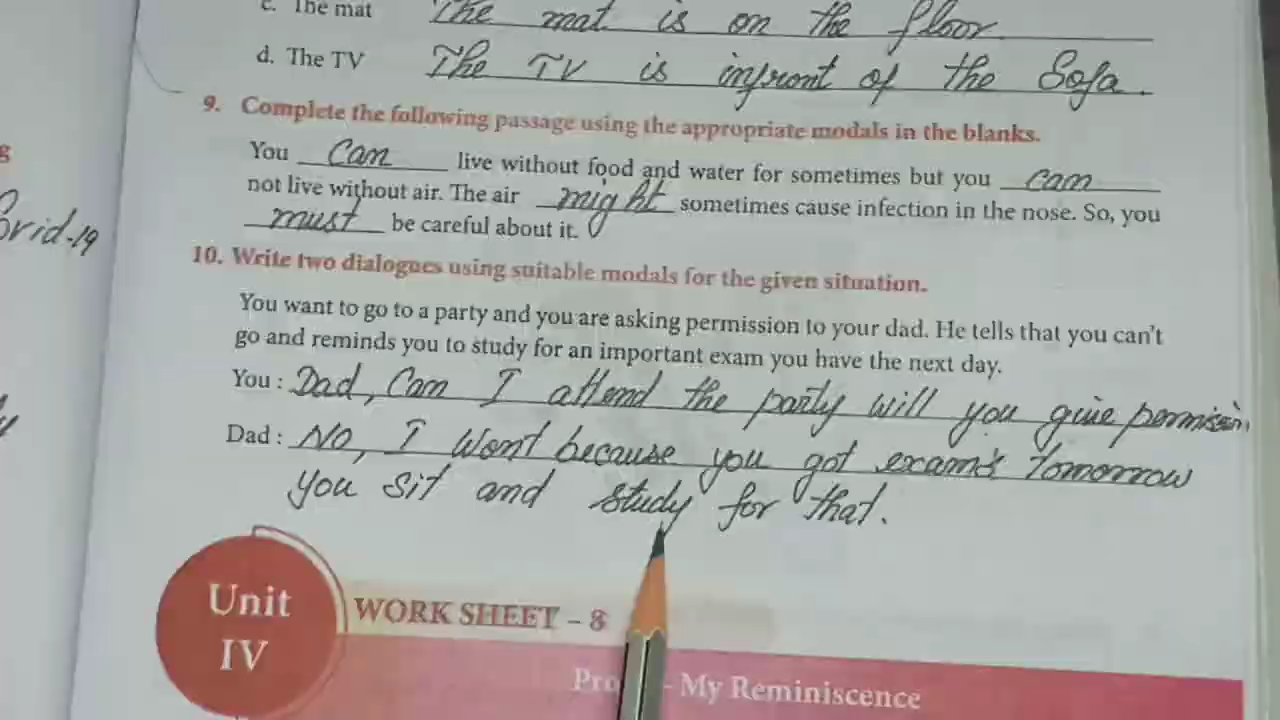 c. The mat The mat is on the floor
d. The TV The TV is infront of the Sofa.
9. Complete the following passage using the appropriate modals in the blanks.
You can live without food and water for sometimes but you can
not live without air. The air might sometimes cause infection in the nose. So, you
must be careful about it.
10. Write two dialogues using suitable modals for the given situation.
You want to go to a party and you are asking permission to your dad. He tells that you can't
go and reminds you to study for an important exam you have the next day.
You : Dad, Can I attend the party will you give permission,
Dad : No, I Won't because you got exam's tomorrow
you sit and study for that.
Unit
IV
WORK SHEET – 8
Pro - My Reminiscence
g
19